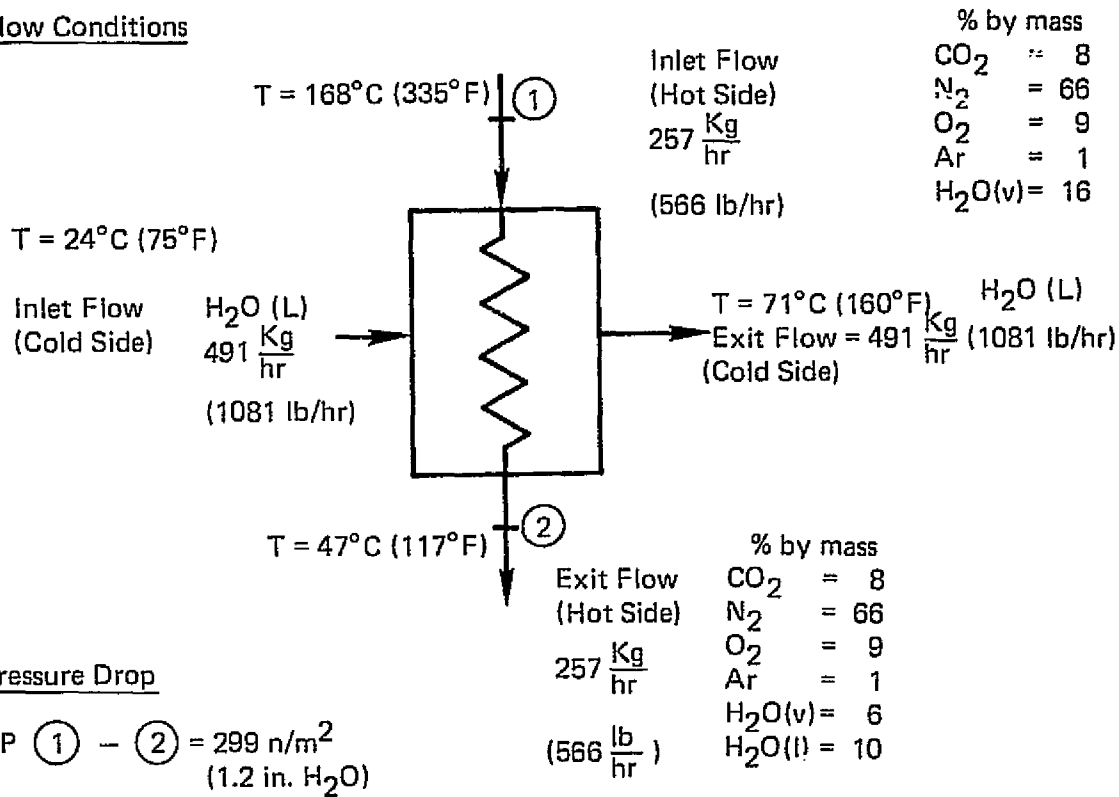 low Conditions
T = 168°C (335°F) ①
Inlet Flow
(Hot Side)
257 Kg/hr
(566 lb/hr)
% by mass
CO₂ = 8
N₂ = 66
O₂ = 9
Ar = 1
H₂O(v)= 16
T = 24°C (75°F)
Inlet Flow
(Cold Side)
H₂O (L)
491 Kg/hr
(1081 lb/hr)
T = 71°C (160°F) H₂O (L)
Exit Flow = 491 Kg/hr (1081 lb/hr)
(Cold Side)
T = 47°C (117°F) ②
Exit Flow
(Hot Side)
257 Kg/hr
(566 lb/hr)
% by mass
CO₂ = 8
N₂ = 66
O₂ = 9
Ar = 1
H₂O(v)= 6
H₂O(l) = 10
ressure Drop
P ① – ② = 299 n/m²
(1.2 in. H₂O)